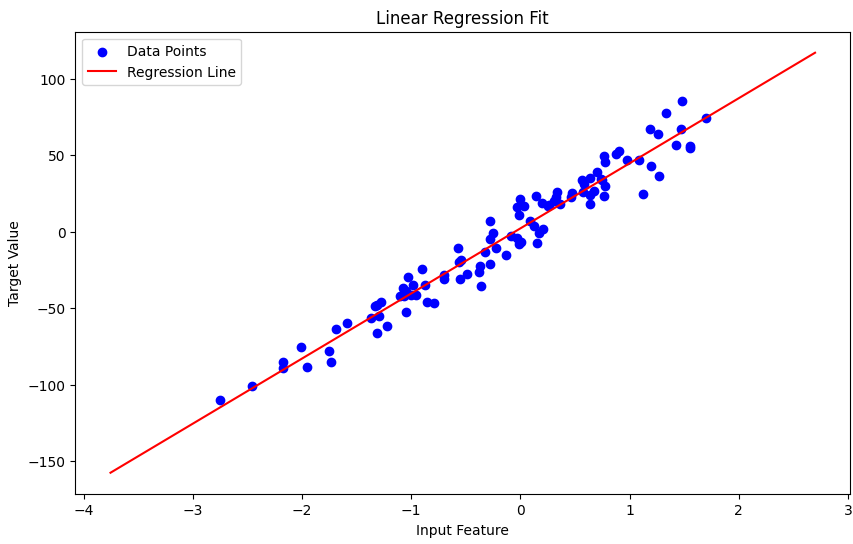 Linear Regression Fit
Data Points
Regression Line
100
50
0
−50
−100
−150
Target Value
−4
−3
−2
−1
0
1
2
3
Input Feature